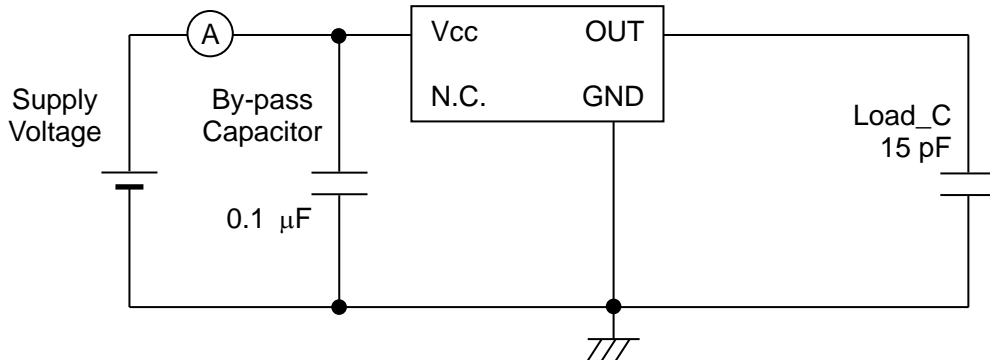 A
Vcc OUT
N.C. GND
Supply
Voltage
By-pass
Capacitor
0.1 μF
Load_C
15 pF